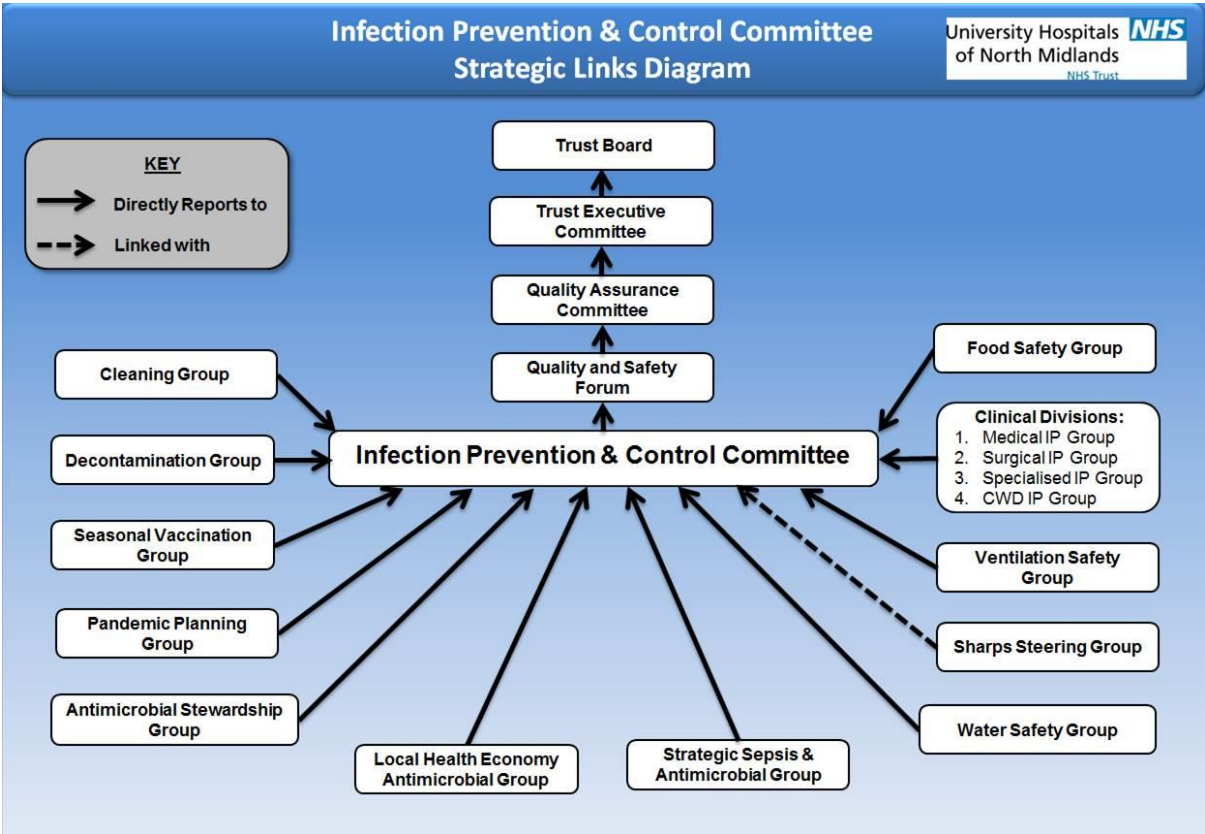 Infection Prevention & Control Committee
Strategic Links Diagram
University Hospitals NHS
of North Midlands
NHS Trust
KEY
Directly Reports to
Linked with
Trust Board
Trust Executive
Committee
Quality Assurance
Committee
Quality and Safety
Forum
Infection Prevention & Control Committee
Cleaning Group
Decontamination Group
Seasonal Vaccination
Group
Pandemic Planning
Group
Antimicrobial Stewardship
Group
Local Health Economy
Antimicrobial Group
Strategic Sepsis &
Antimicrobial Group
Food Safety Group
Clinical Divisions:
1. Medical IP Group
2. Surgical IP Group
3. Specialised IP Group
4. CWD IP Group
Ventilation Safety
Group
Sharps Steering Group
Water Safety Group